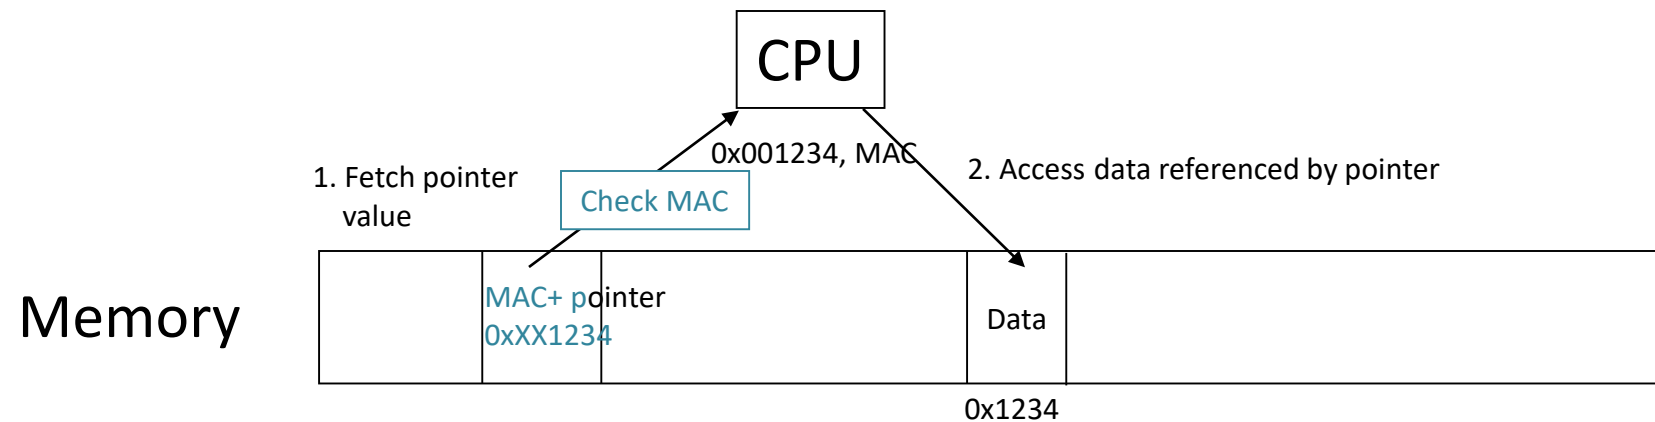 CPU
0x001234, MAC
1. Fetch pointer
value
2. Access data referenced by pointer
Check MAC
Memory
MAC+ pointer
0xXX1234
Data
0x1234